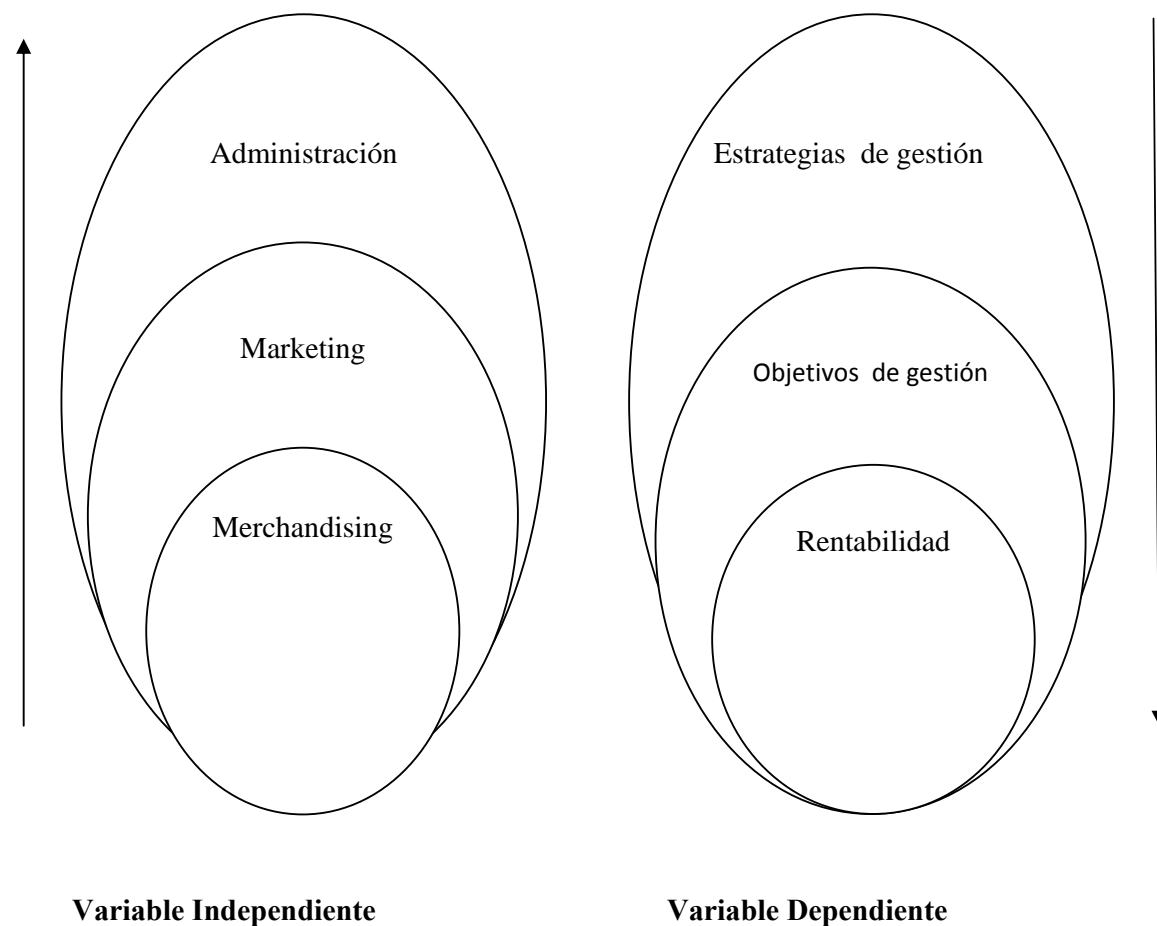 Administración
Estrategias de gestión
Marketing
Objetivos de gestión
Merchandising
Rentabilidad
Variable Independiente
Variable Dependiente